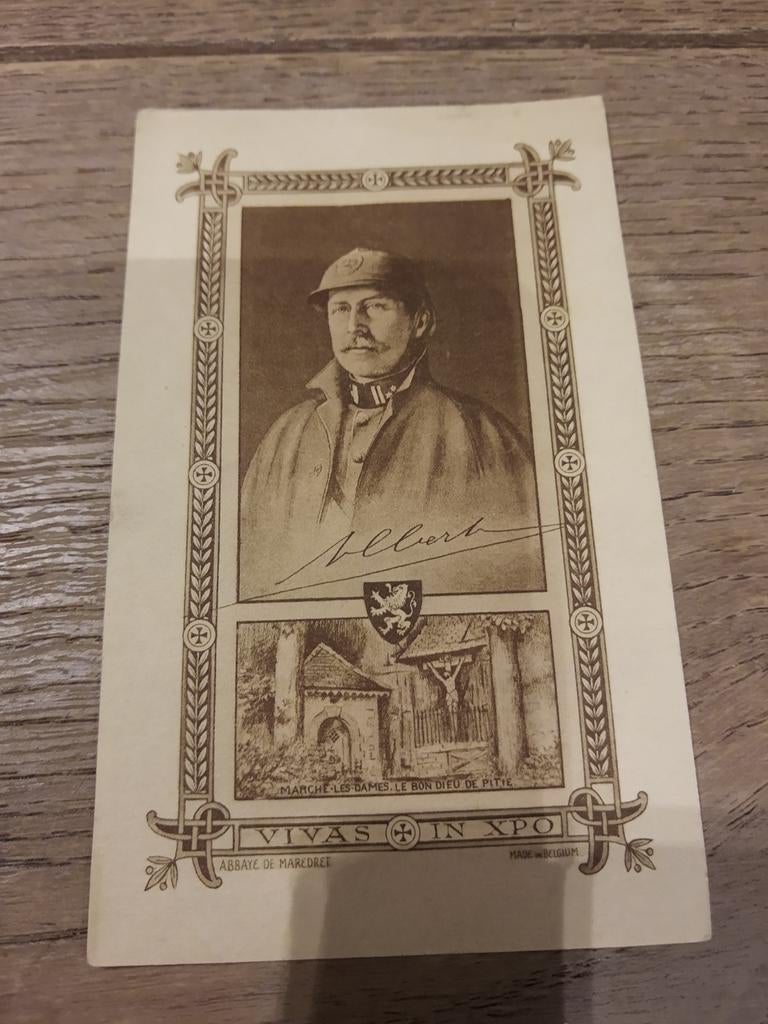 Albert
MARCHE-LES-DAMES. LE BON DIEU DE PITIE
VIVAS IN XPO
ABBAYE DE MAREDRET
MADE IN BELGIUM